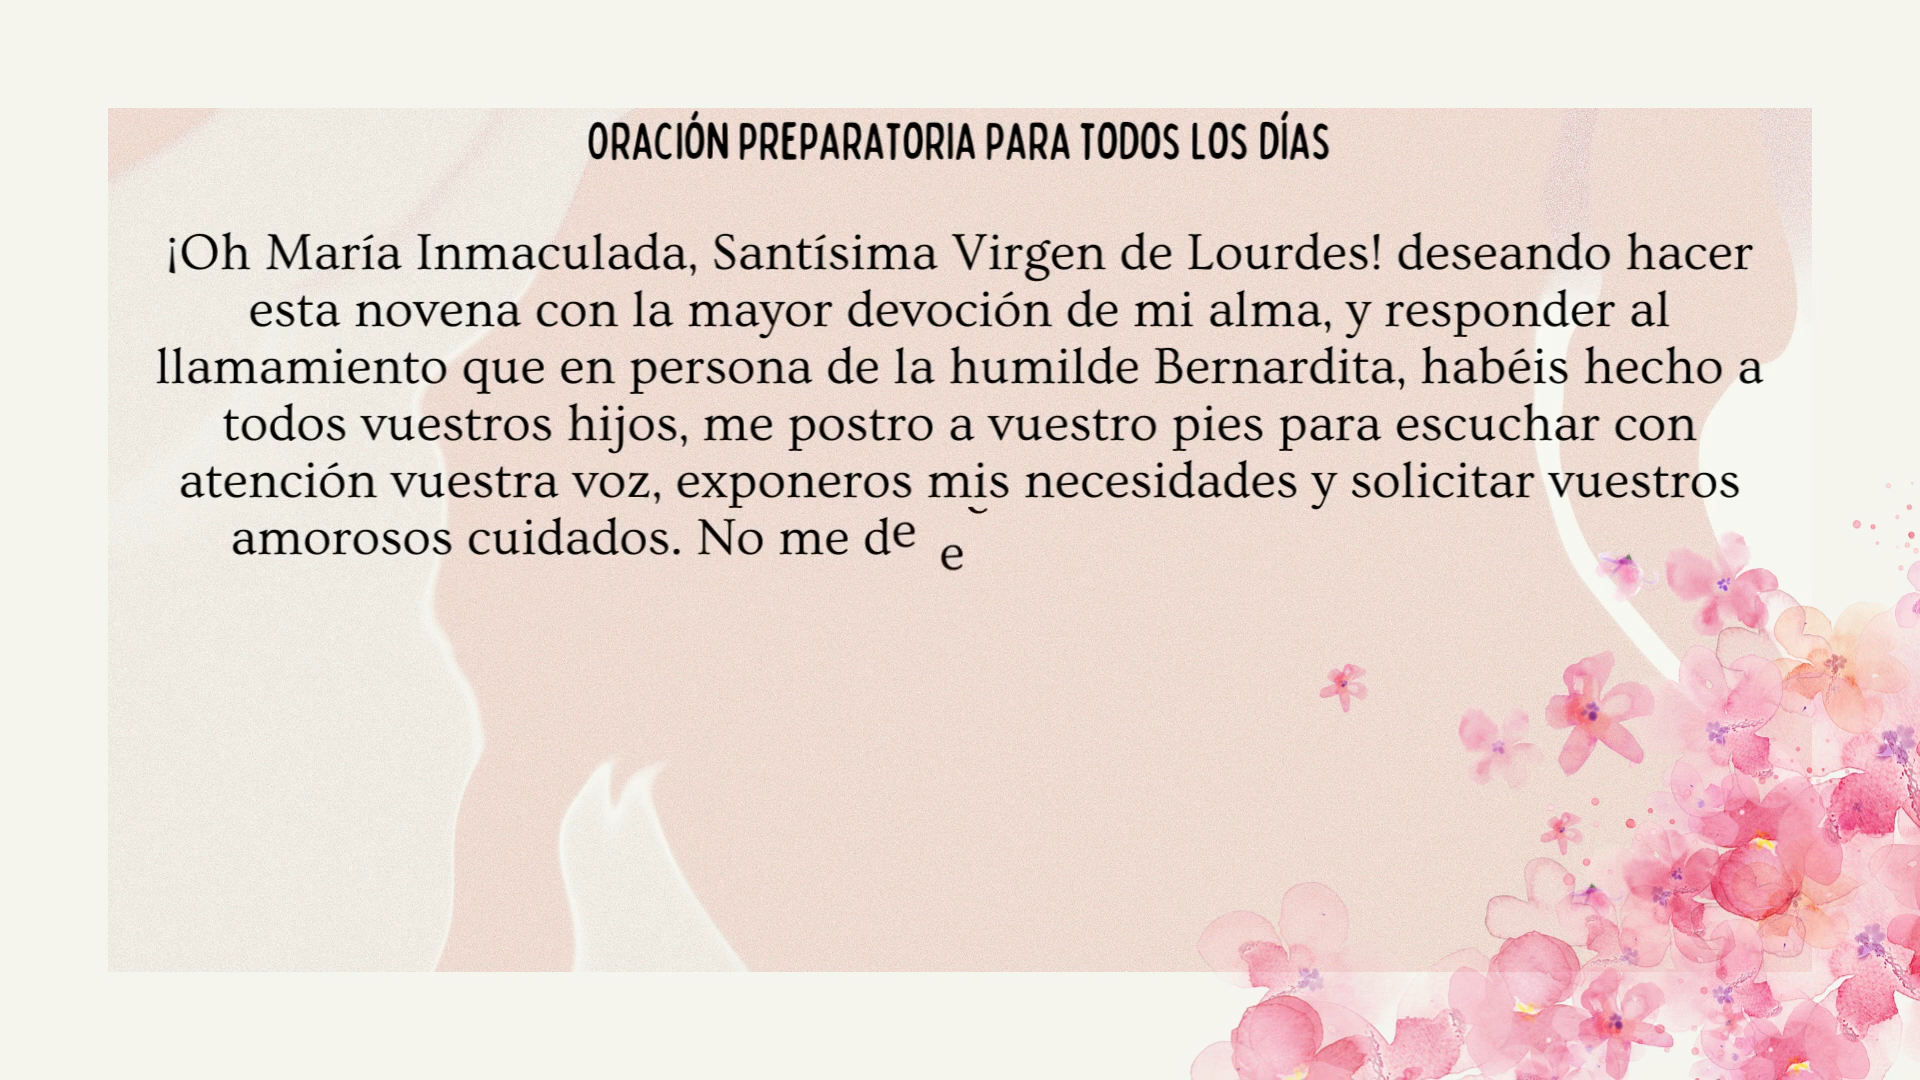 ORACIÓN PREPARATORIA PARA TODOS LOS DÍAS
¡Oh María Inmaculada, Santísima Virgen de Lourdes! deseando hacer
esta novena con la mayor devoción de mi alma, y responder al
llamamiento que en persona de la humilde Bernardita, habéis hecho a
todos vuestros hijos, me postro a vuestro pies para escuchar con
atención vuestra voz, exponeros mis necesidades y solicitar vuestros
amorosos cuidados. No me